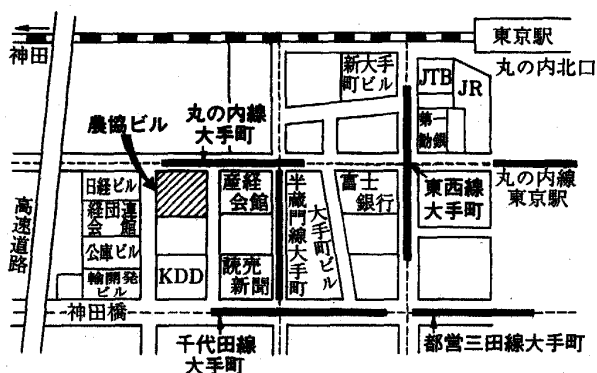 東京駅
神田
丸の内北口
新大手
町ビル
JTB
JR
第一
勧銀
丸の内線
大手町
農協ビル
日経ビル
産経
会館
富士
銀行
東西線
大手町
丸の内線
東京駅
経団連
会館
公庫ビル
輸開発
ビル
KDD
読売
新聞
半蔵門線大手町
大手町ビル
高速道路
神田橋
千代田線
大手町
都営三田線大手町